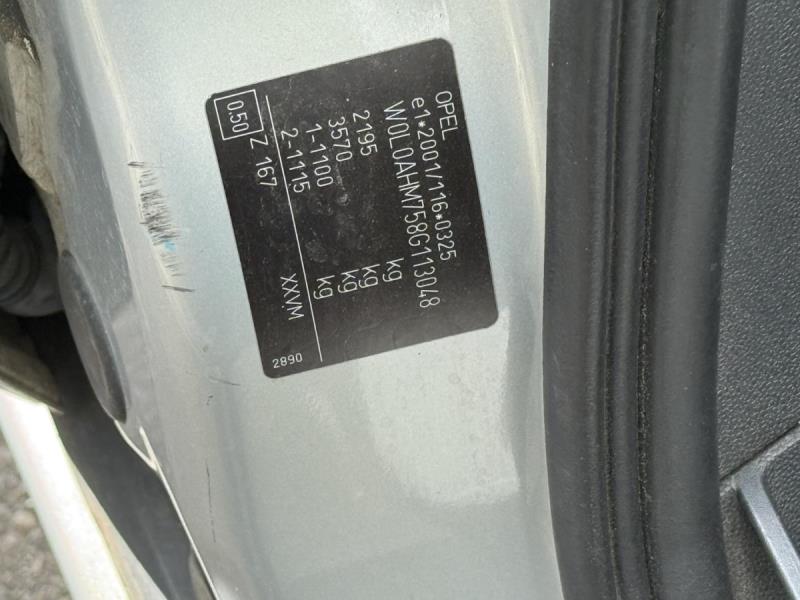 OPEL
e1*2001/116*0325
W0L0AHM758G113048
2195 kg
3570 kg
1-1100 kg
2-1115 kg
0.50 Z 167 XXVM
2890